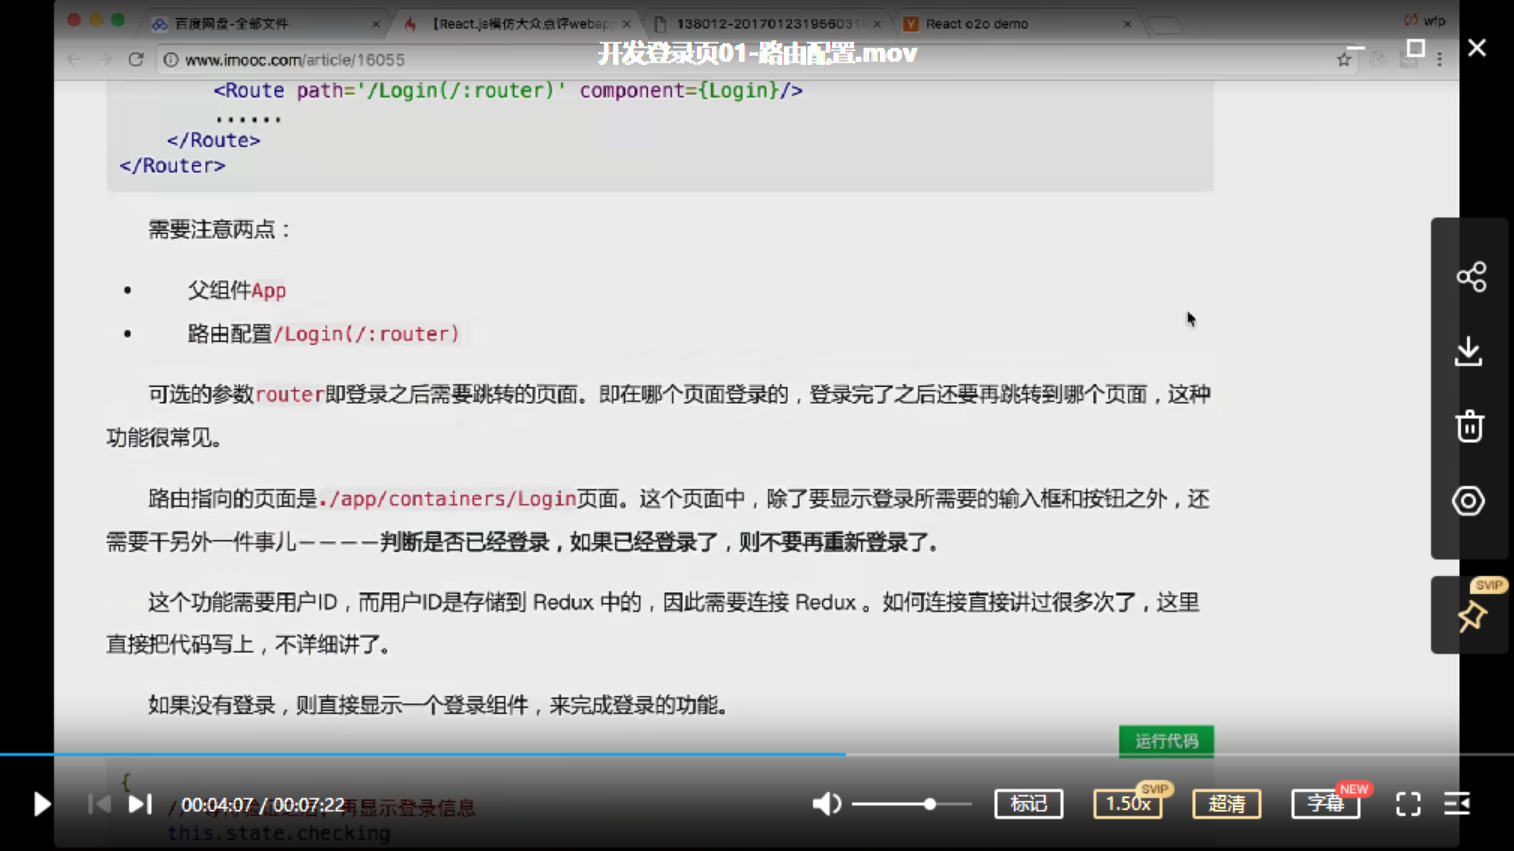 百度网盘-全部文件
【React.js模仿大众点评webapp
138012-2017012319560319
React o2o demo
wfp
www.imooc.com/article/16055
开发登录页01-路由配置.mov
<Route path='/Login(/:router)' component={Login}/>
......
</Route>
</Router>
需要注意两点：
• 父组件App
• 路由配置/Login(/:router)
可选的参数router即登录之后需要跳转的页面。即在哪个页面登录的，登录完了之后还要再跳转到哪个页面，这种
功能很常见。
路由指向的页面是./app/containers/Login页面。这个页面中，除了要显示登录所需要的输入框和按钮之外，还
需要干另外一件事儿－－－－判断是否已经登录，如果已经登录了，则不要再重新登录了。
这个功能需要用户ID，而用户ID是存储到 Redux 中的，因此需要连接 Redux 。如何连接直接讲过很多次了，这里
直接把代码写上，不详细讲了。
如果没有登录，则直接显示一个登录组件，来完成登录的功能。
SVIP
运行代码
{
再显示登录信息
this.state.checking
00:04:07 / 00:07:22
标记
1.50x
SVIP
超清
字幕
NEW